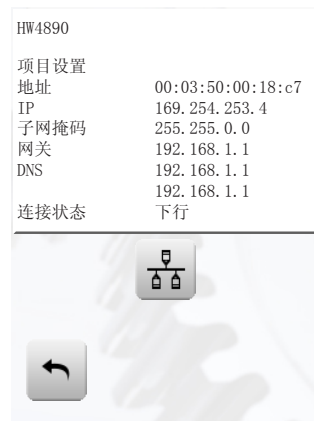 HW4890
项目设置
地址 00:03:50:00:18:c7
IP 169.254.253.4
子网掩码 255.255.0.0
网关 192.168.1.1
DNS 192.168.1.1
192.168.1.1
连接状态 下行